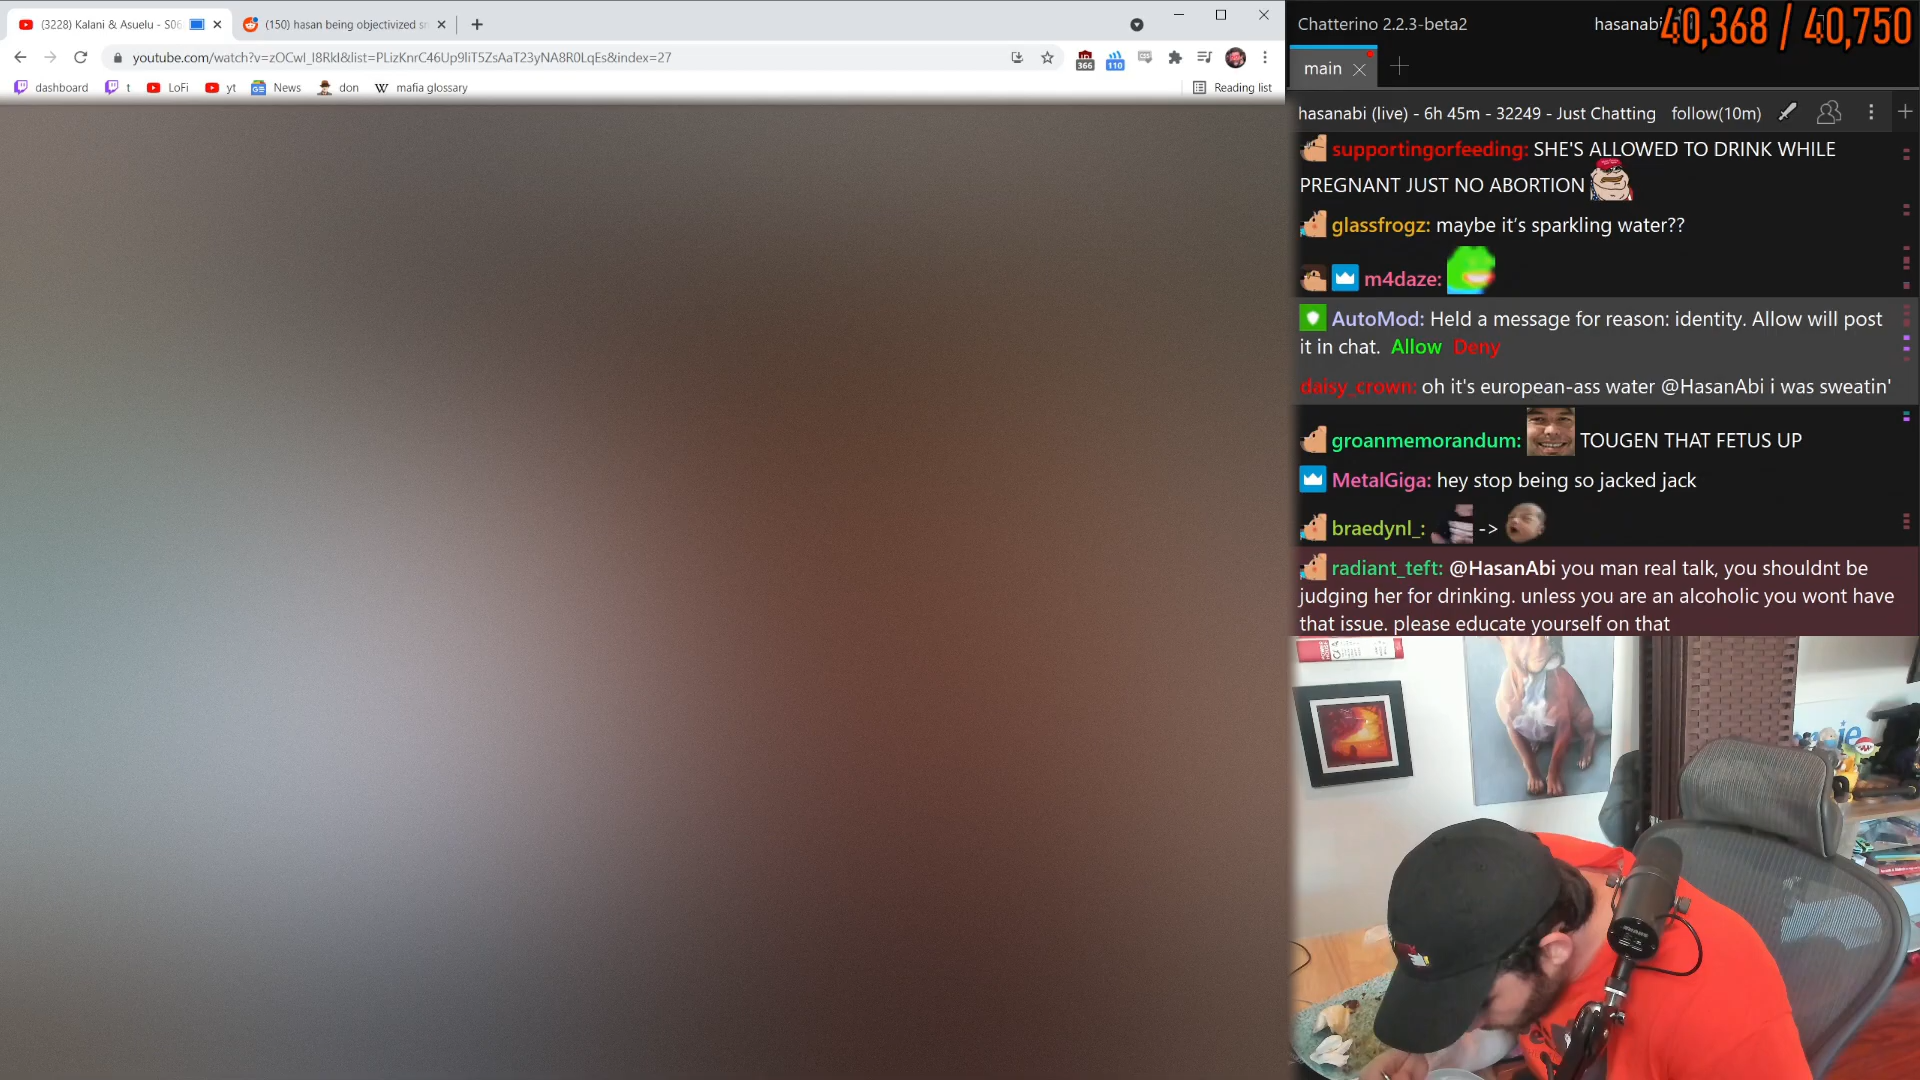 (3228) Kalani & Asuelu - S06
(150) hasan being objectivized sn
Chatterino 2.2.3-beta2
hasanabi
40,368 / 40,750
youtube.com/watch?v=zOCwI_I8RkI&list=PLizKnrC46Up9liT5ZsAaT23yNA8R0LqEs&index=27
366
110
main
dashboard
t
LoFi
yt
News
don
mafia glossary
Reading list
hasanabi (live) - 6h 45m - 32249 - Just Chatting
follow(10m)
supportingorfeeding: SHE'S ALLOWED TO DRINK WHILE
PREGNANT JUST NO ABORTION
glassfrogz: maybe it's sparkling water??
m4daze:
AutoMod: Held a message for reason: identity. Allow will post
it in chat. Allow Deny
daisy_crown: oh it's european-ass water @HasanAbi i was sweatin'
groanmemorandum: TOUGEN THAT FETUS UP
MetalGiga: hey stop being so jacked jack
braedynl_: ->
radiant_teft: @HasanAbi you man real talk, you shouldnt be
judging her for drinking. unless you are an alcoholic you wont have
that issue. please educate yourself on that